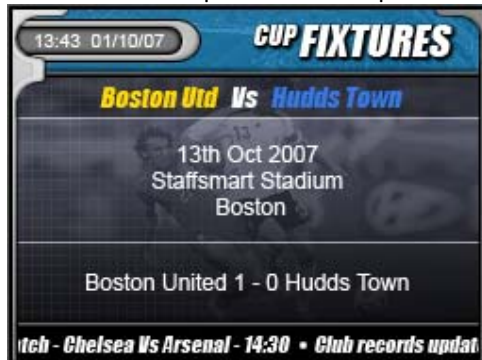 13:43 01/10/07
CUP FIXTURES
Boston Utd Vs Hudds Town
13th Oct 2007
Staffsmart Stadium
Boston
Boston United 1 - 0 Hudds Town
tch - Chelsea Vs Arsenal - 14:30 • Club records updat